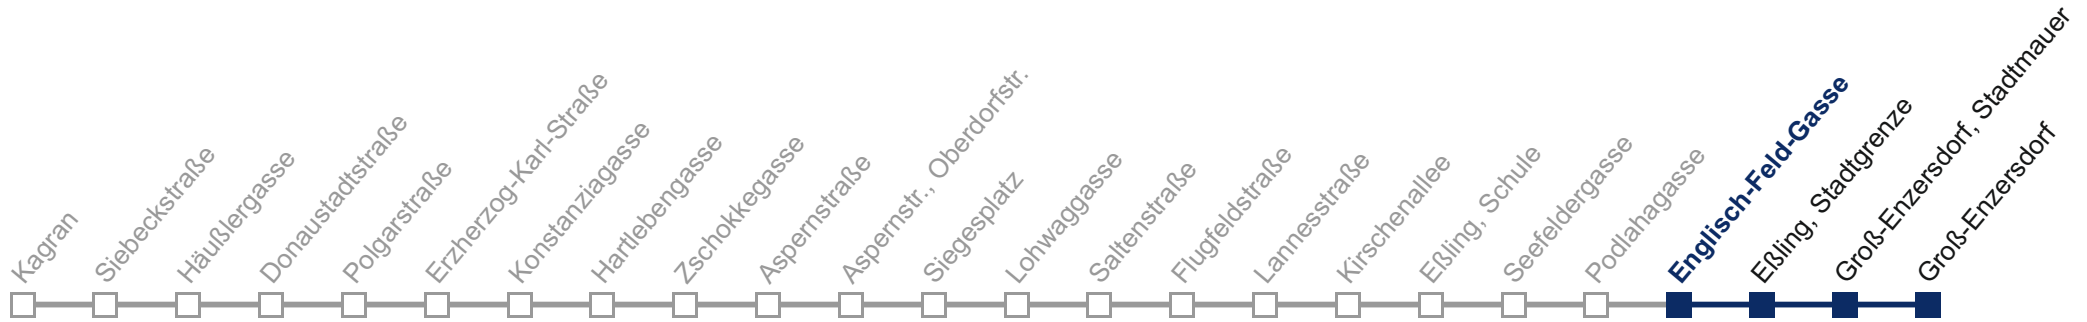 Kagran
Siebeckstraße
Häußlergasse
Donaustadtstraße
Polgarstraße
Erzherzog-Karl-Straße
Konstanziagasse
Hartlebengasse
Zschokkegasse
Aspernstraße
Aspernstr., Oberdorfstr.
Siegesplatz
Lohwaggasse
Saltenstraße
Flugfeldstraße
Lannesstraße
Kirschenallee
Eßling, Schule
Seefeldergasse
Podlahagasse
Englisch-Feld-Gasse
Eßling, Stadtgrenze
Groß-Enzersdorf, Stadtmauer
Groß-Enzersdorf